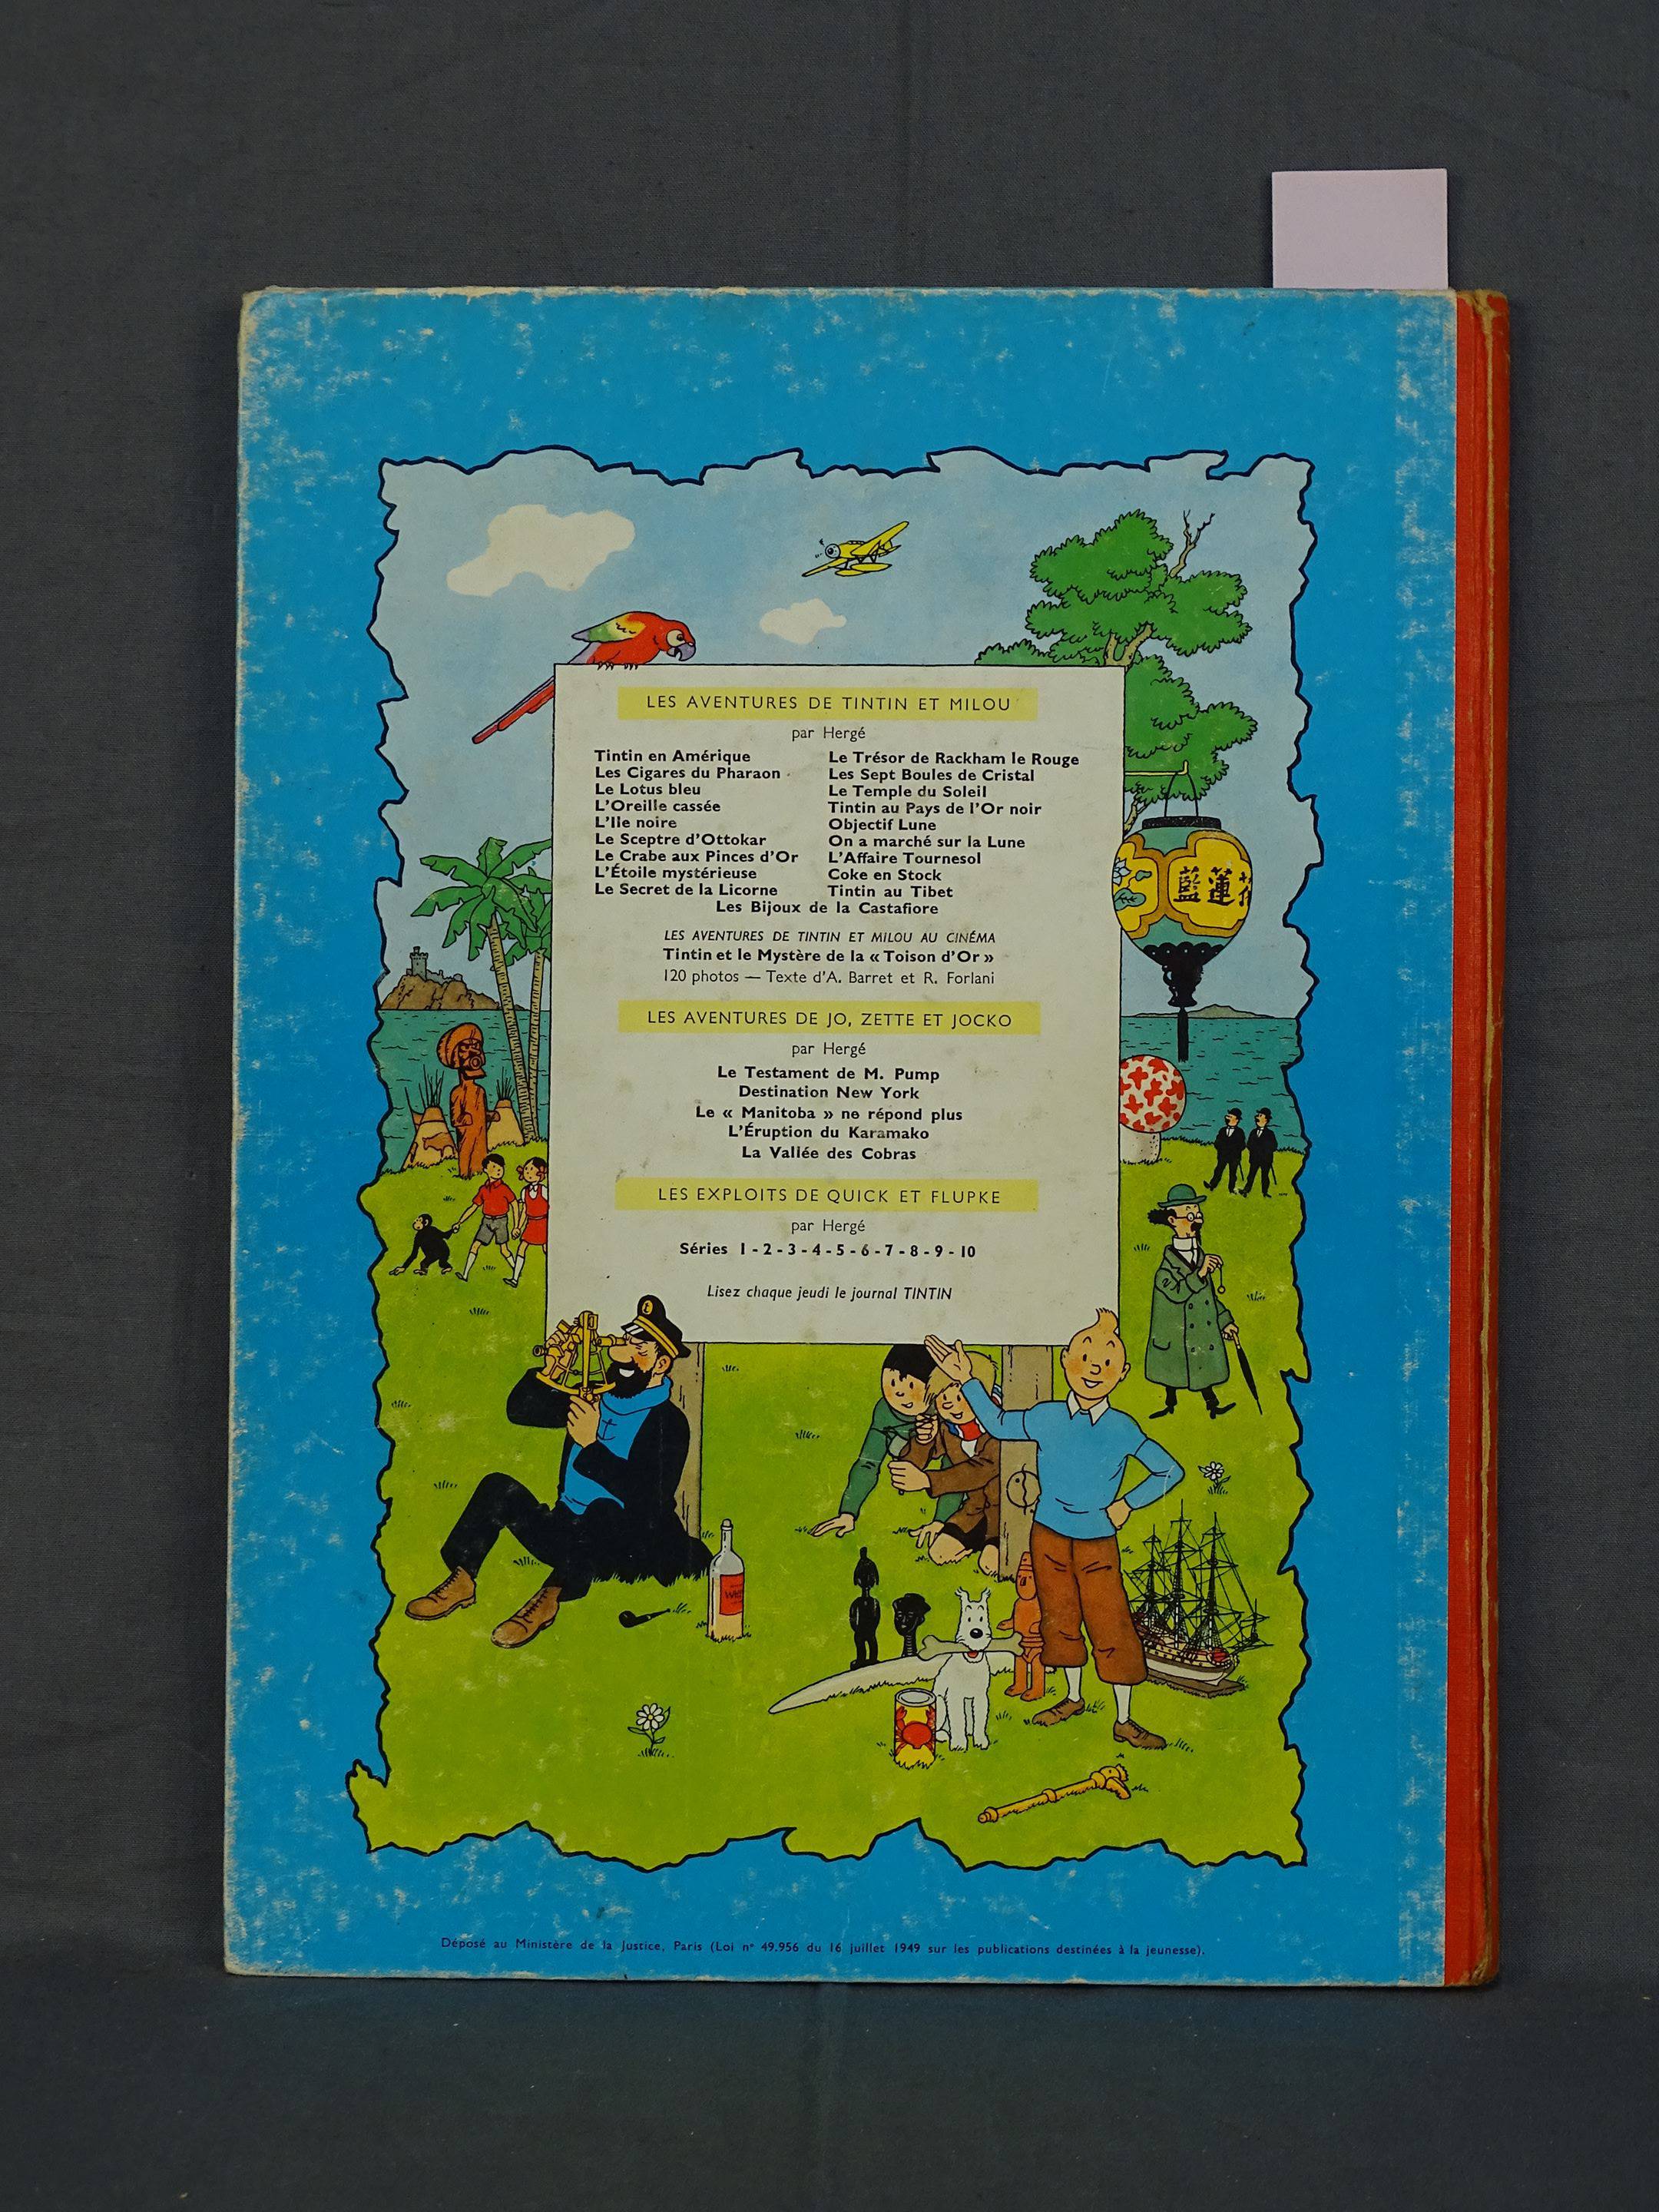 LES AVENTURES DE TINTIN ET MILOU
par Hergé
Tintin en Amérique
Les Cigares du Pharaon
Le Lotus bleu
L'Oreille cassée
L'Ile noire
Le Sceptre d'Ottokar
Le Crabe aux Pinces d'Or
L'Étoile mystérieuse
Le Secret de la Licorne
Le Trésor de Rackham le Rouge
Les Sept Boules de Cristal
Le Temple du Soleil
Tintin au Pays de l'Or noir
Objectif Lune
On a marché sur la Lune
L'Affaire Tournesol
Coke en Stock
Tintin au Tibet
Les Bijoux de la Castafiore
LES AVENTURES DE TINTIN ET MILOU AU CINÉMA
Tintin et le Mystère de la « Toison d'Or »
120 photos — Texte d'A. Barret et R. Forlani
LES AVENTURES DE JO, ZETTE ET JOCKO
par Hergé
Le Testament de M. Pump
Destination New York
Le « Manitoba » ne répond plus
L'Éruption du Karamako
La Vallée des Cobras
LES EXPLOITS DE QUICK ET FLUPKE
par Hergé
Séries 1 - 2 - 3 - 4 - 5 - 6 - 7 - 8 - 9 - 10
Lisez chaque jeudi le journal TINTIN
藍蓮
Déposé au Ministère de la Justice, Paris (Loi n° 49.956 du 16 juillet 1949 sur les publications destinées à la jeunesse).